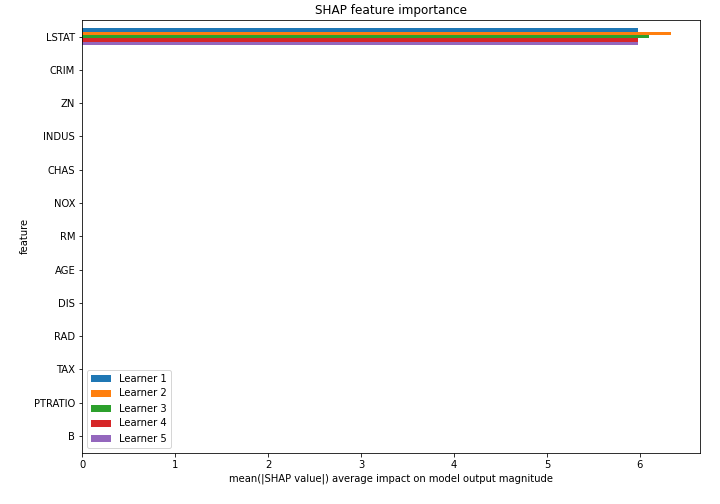 SHAP feature importance
LSTAT
CRIM
ZN
INDUS
CHAS
NOX
RM
AGE
DIS
RAD
TAX
PTRATIO
B
feature
Learner 1
Learner 2
Learner 3
Learner 4
Learner 5
0 1 2 3 4 5 6
mean(|SHAP value|) average impact on model output magnitude